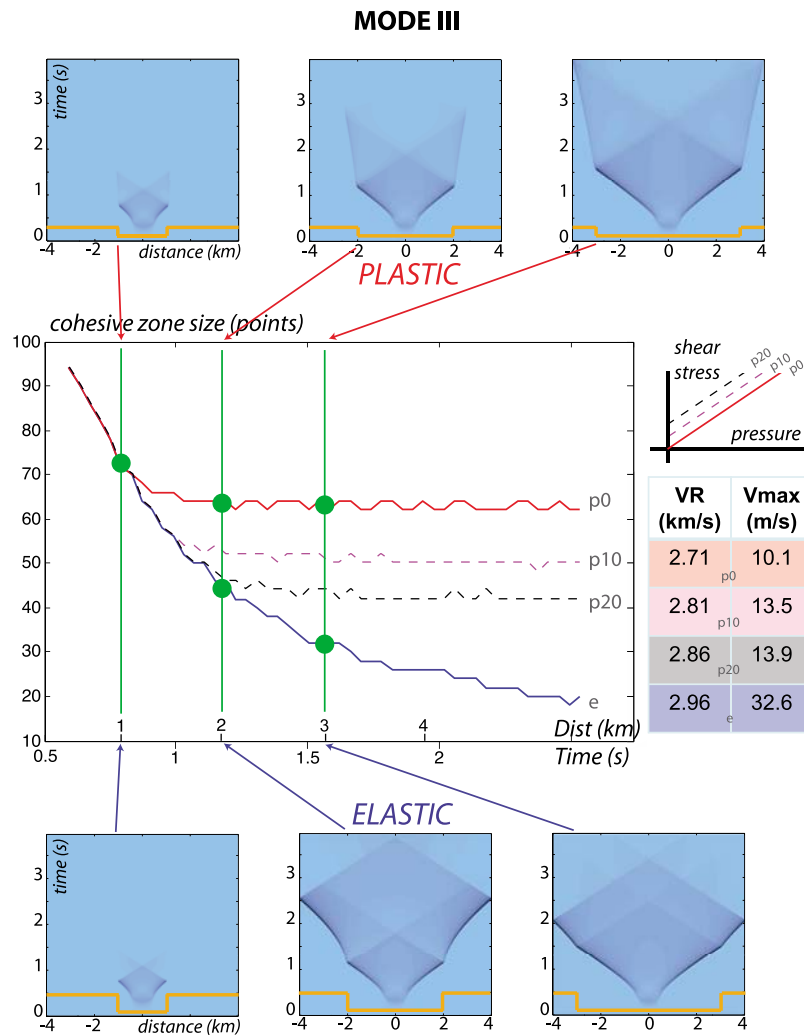 MODE III
time (s)
3
2
1
0
-4 -2 0 2 4
distance (km)
3
2
1
0
-4 -2 0 2 4
3
2
1
0
-4 -2 0 2 4
PLASTIC
cohesive zone size (points)
100
90
80
70
60
50
40
30
20
10
p0
p10
p20
e
1 2 3 4 Dist (km)
0.5 1 1.5 2 Time (s)
shear
stress
p20
p10
p0
pressure
VR Vmax
(km/s) (m/s)
2.71 p0 10.1
2.81 p10 13.5
2.86 p20 13.9
2.96 e 32.6
ELASTIC
time (s)
3
2
1
0
-4 -2 0 2 4
distance (km)
3
2
1
0
-4 -2 0 2 4
3
2
1
0
-4 -2 0 2 4